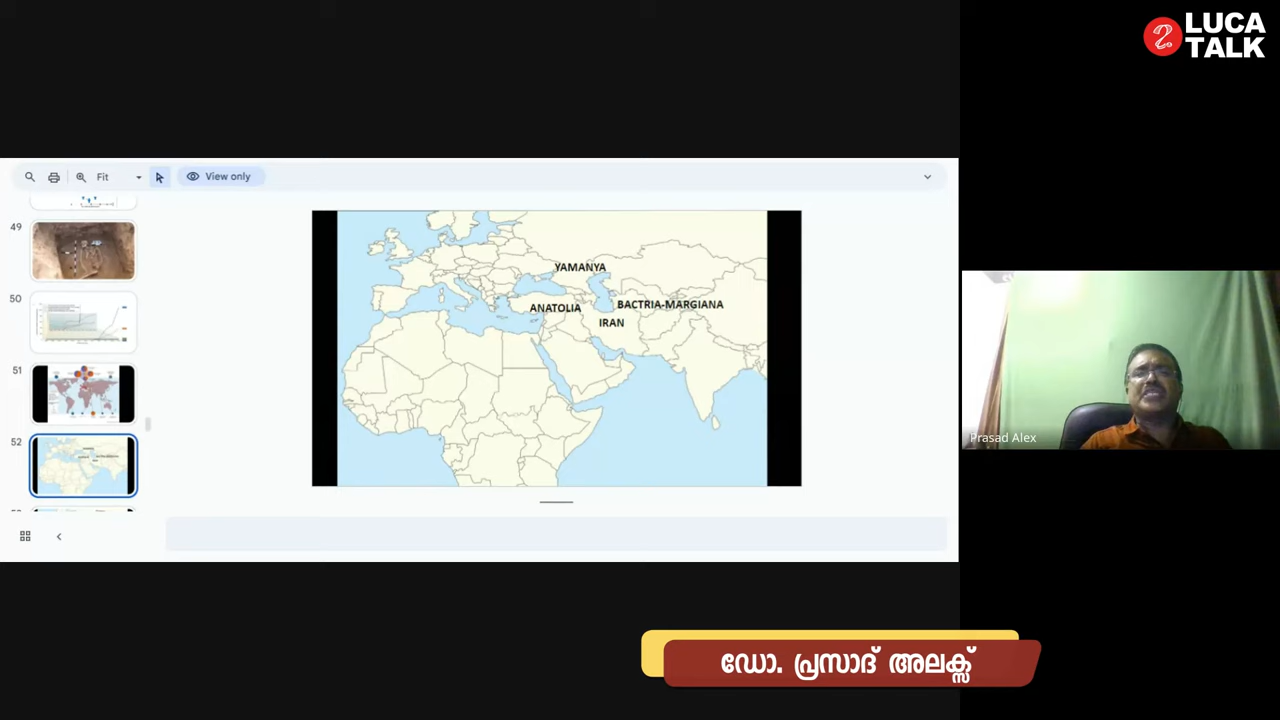 LUCA
TALK
Fit
View only
49
50
51
52
YAMANYA
ANATOLIA
BACTRIA-MARGIANA
IRAN
Prasad Alex
ഡോ. പ്രസാദ് അലക്സ്